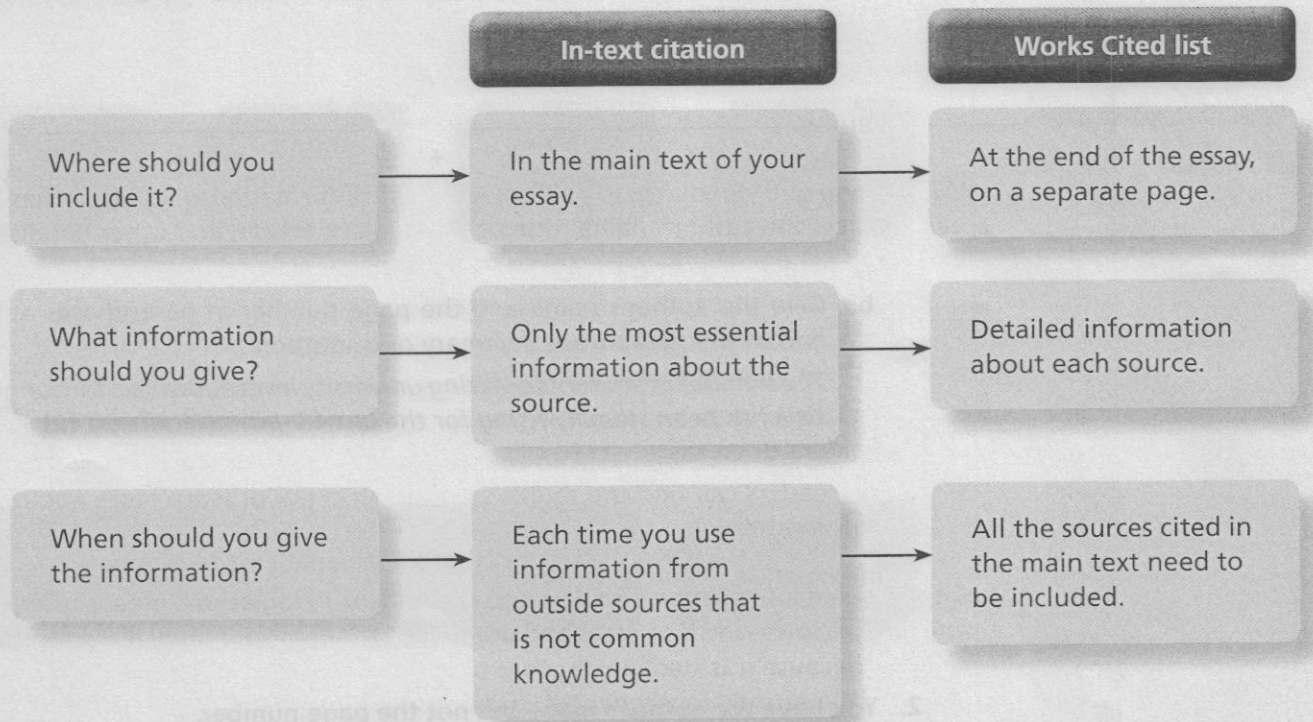 In-text citation
Works Cited list
Where should you
include it?
In the main text of your
essay.
At the end of the essay,
on a separate page.
What information
should you give?
Only the most essential
information about the
source.
Detailed information
about each source.
When should you give
the information?
Each time you use
information from
outside sources that
is not common
knowledge.
All the sources cited in
the main text need to
be included.